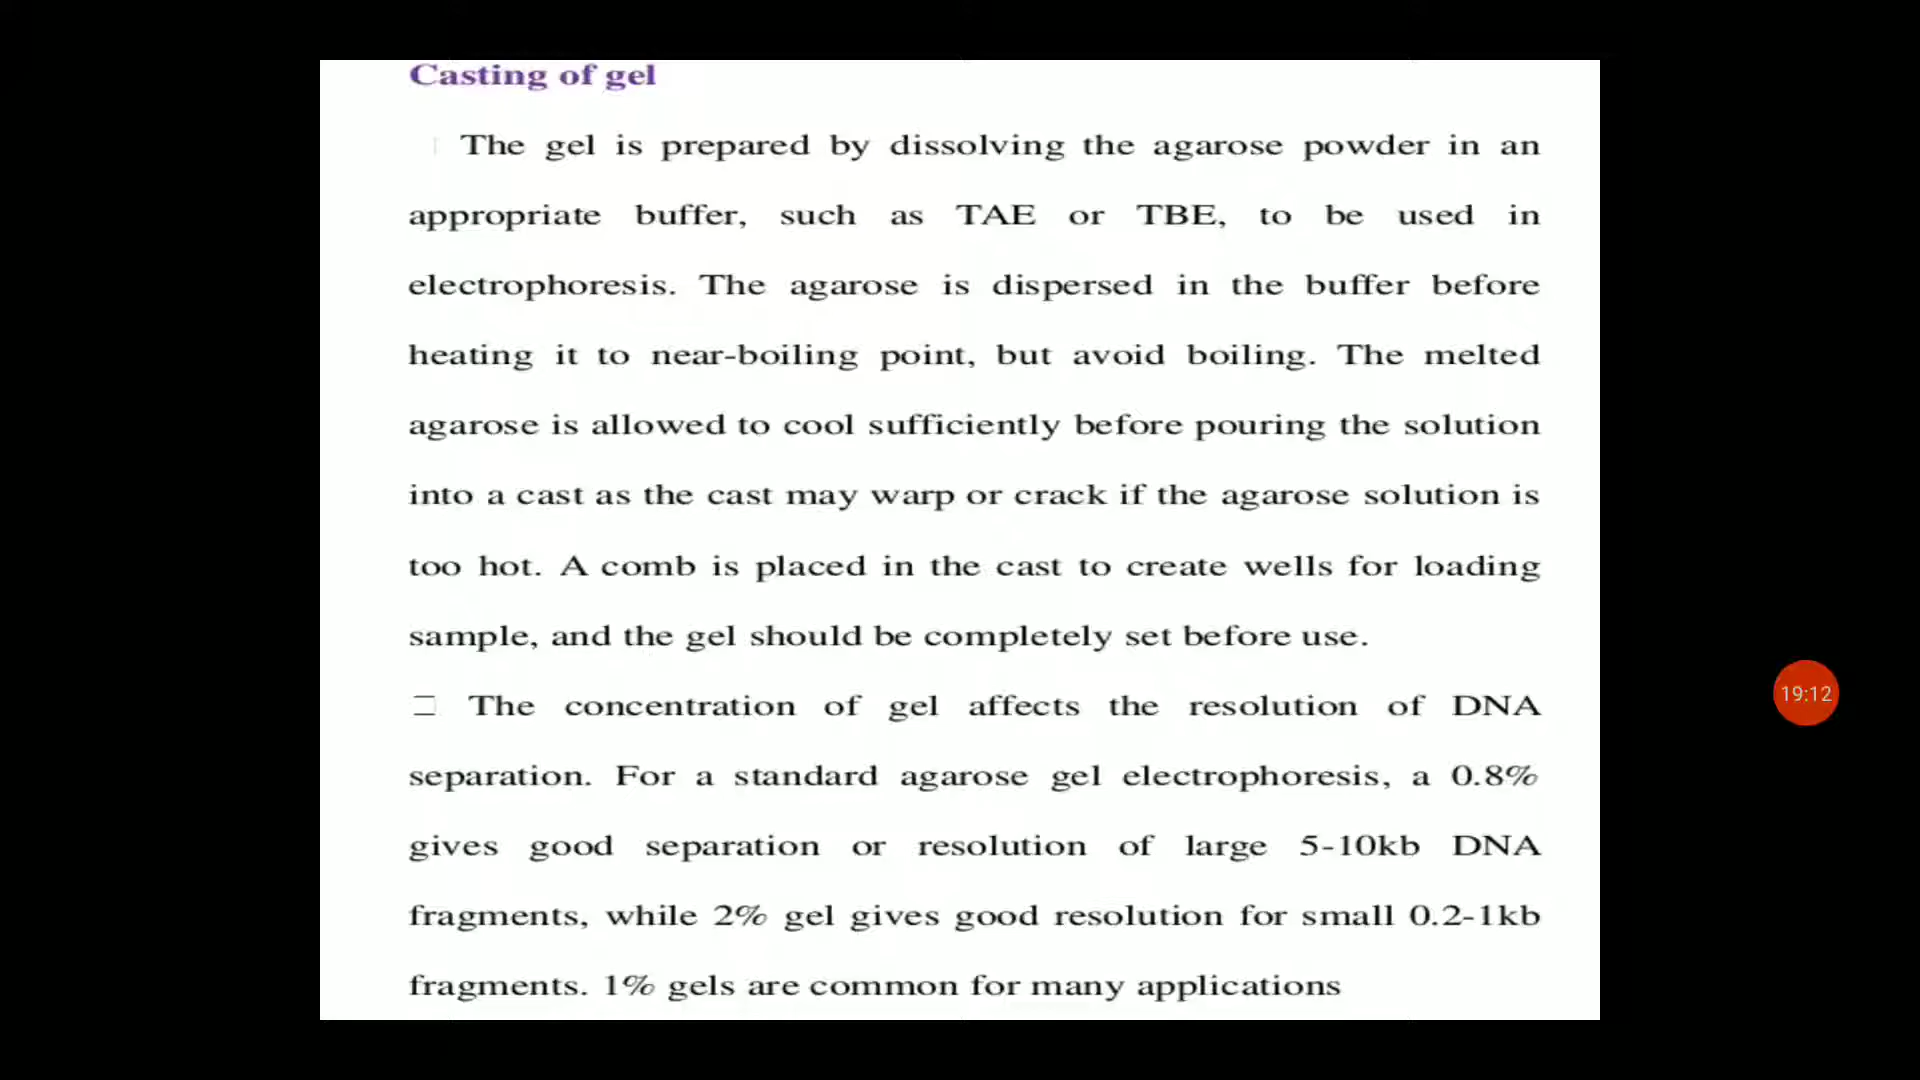 Casting of gel
The gel is prepared by dissolving the agarose powder in an
appropriate buffer, such as TAE or TBE, to be used in
electrophoresis. The agarose is dispersed in the buffer before
heating it to near-boiling point, but avoid boiling. The melted
agarose is allowed to cool sufficiently before pouring the solution
into a cast as the cast may warp or crack if the agarose solution is
too hot. A comb is placed in the cast to create wells for loading
sample, and the gel should be completely set before use.
The concentration of gel affects the resolution of DNA
separation. For a standard agarose gel electrophoresis, a 0.8%
gives good separation or resolution of large 5-10kb DNA
fragments, while 2% gel gives good resolution for small 0.2-1kb
fragments. 1% gels are common for many applications
19:12